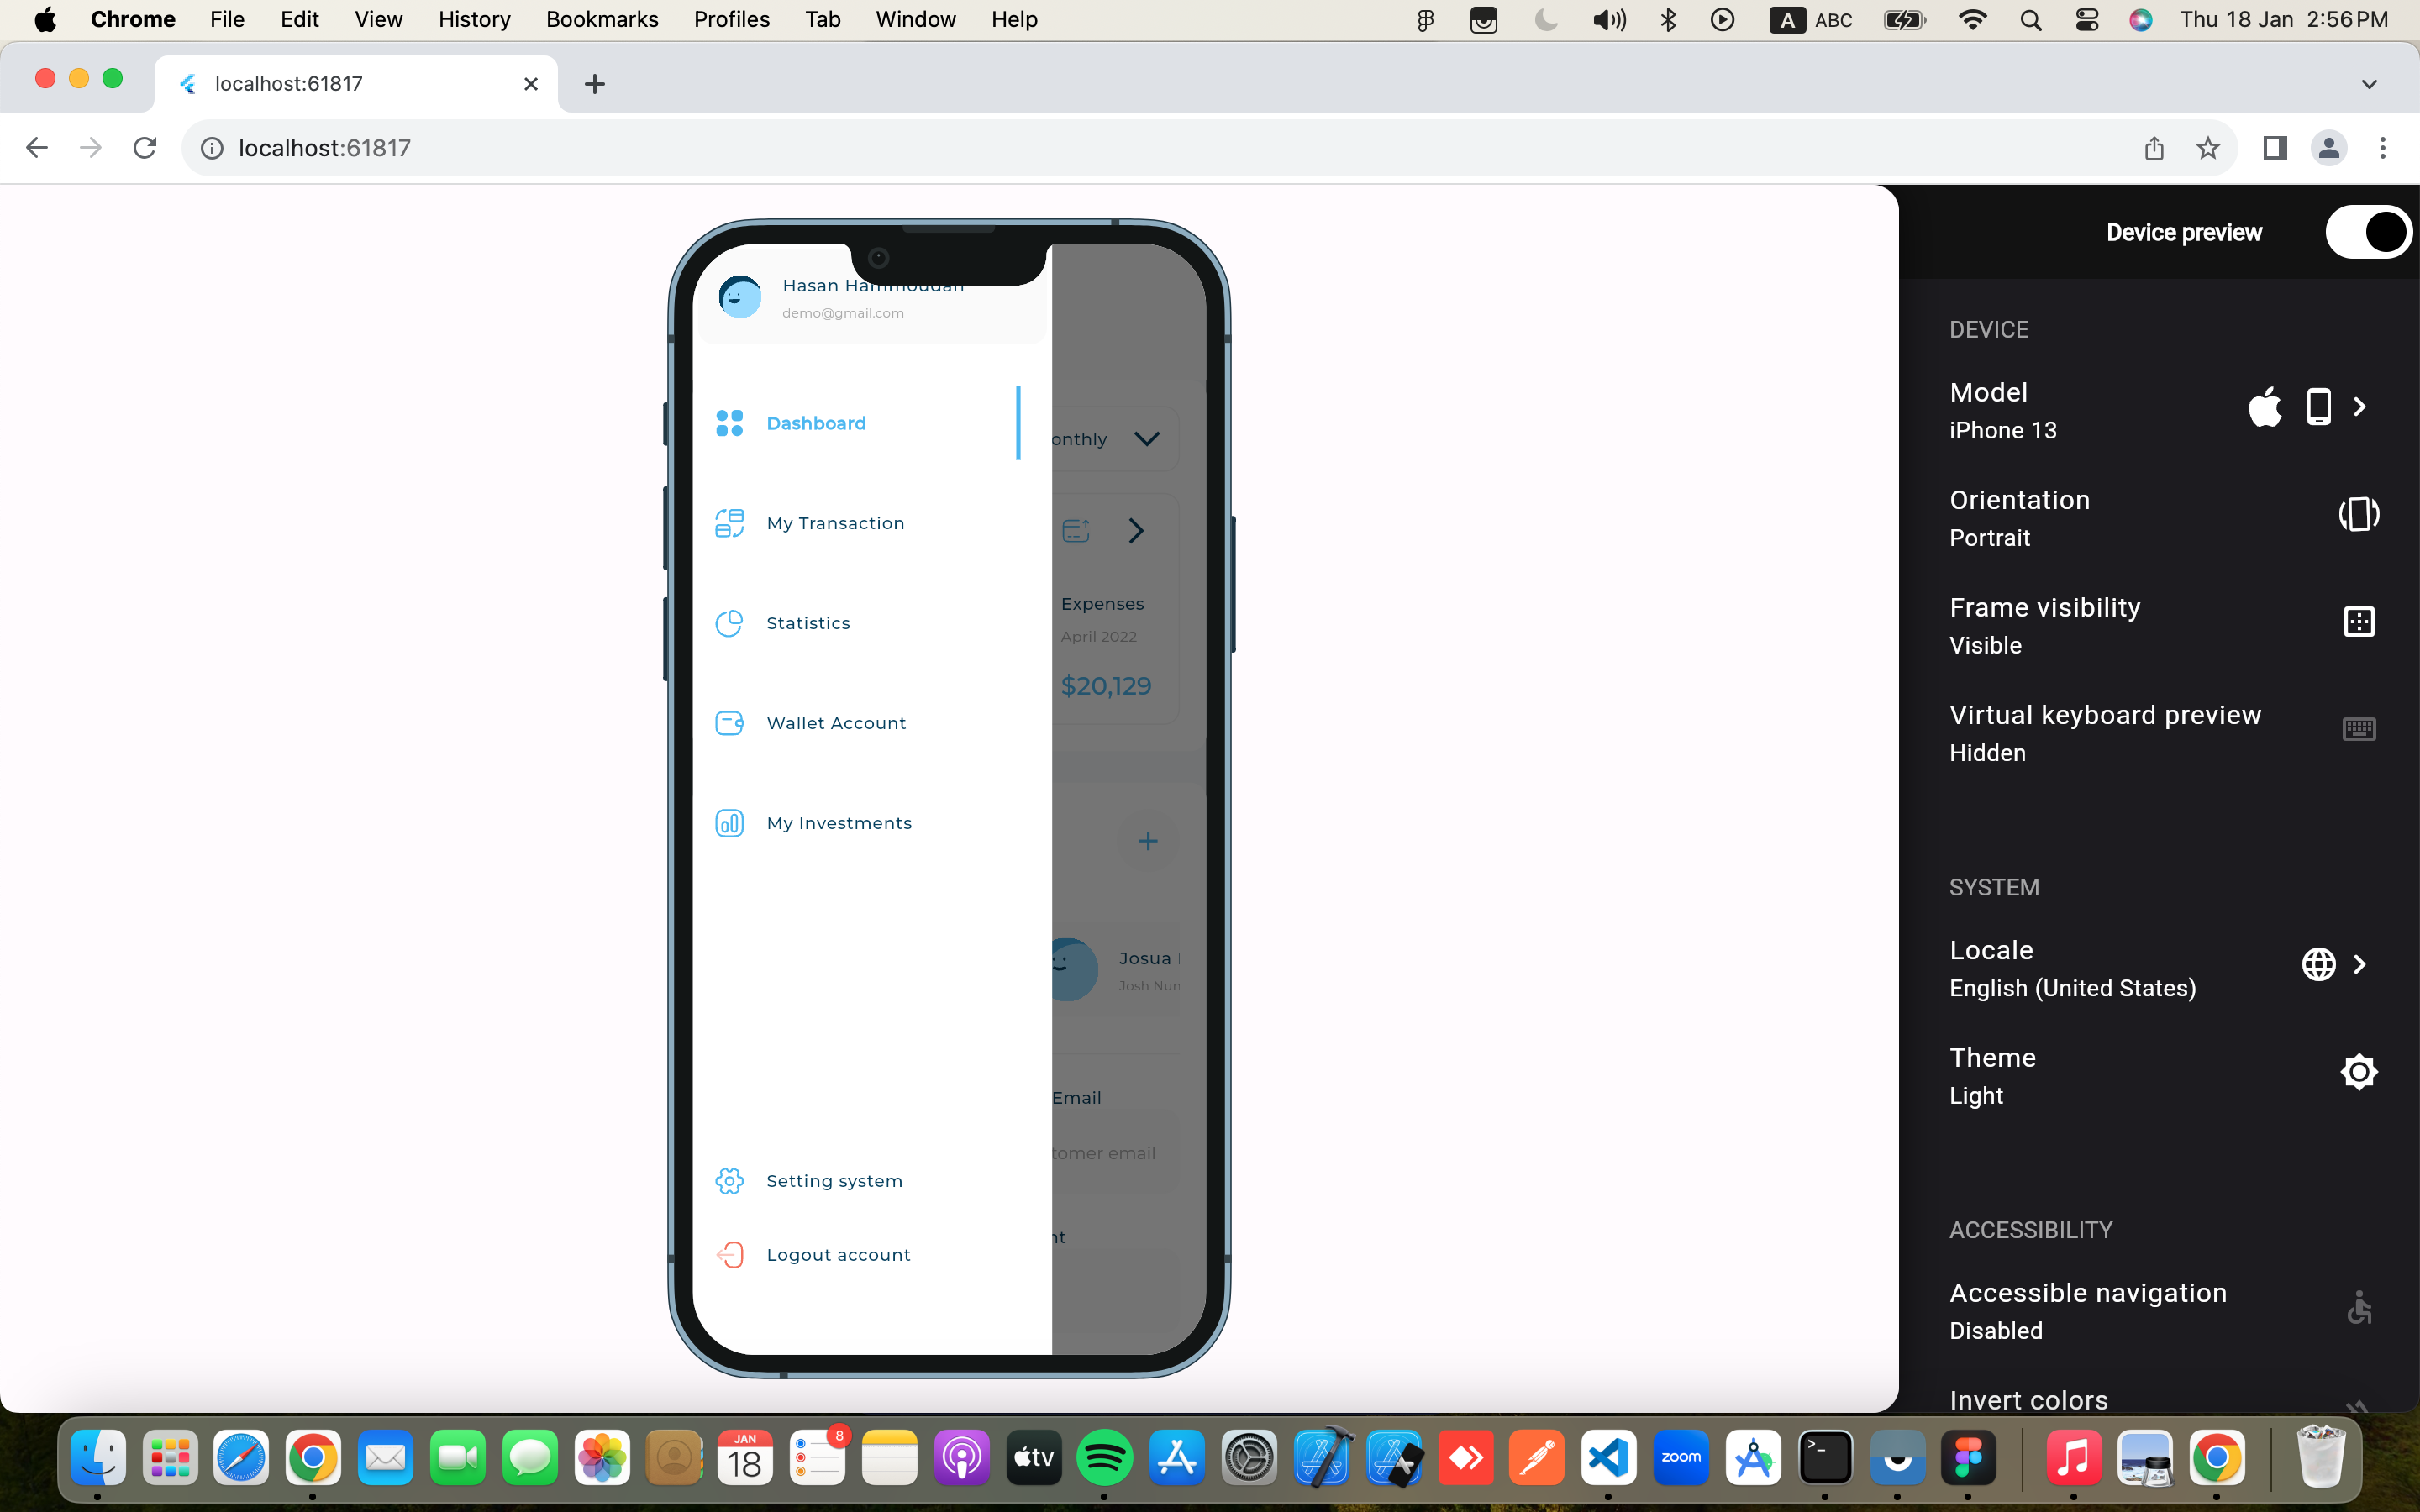 Chrome File Edit View History Bookmarks Profiles Tab Window Help A ABC Thu 18 Jan 2:56 PM
localhost:61817
localhost:61817
Device preview
Hasan Hammoudah
demo@gmail.com
Dashboard
My Transaction
Statistics
Wallet Account
My Investments
Setting system
Logout account
onthly
Expenses
April 2022
$20,129
+
Josua
Josh Nun
Email
tomer email
nt
DEVICE
Model
iPhone 13
Orientation
Portrait
Frame visibility
Visible
Virtual keyboard preview
Hidden
SYSTEM
Locale
English (United States)
Theme
Light
ACCESSIBILITY
Accessible navigation
Disabled
Invert colors
JAN
18
8
tv
>_
zoom